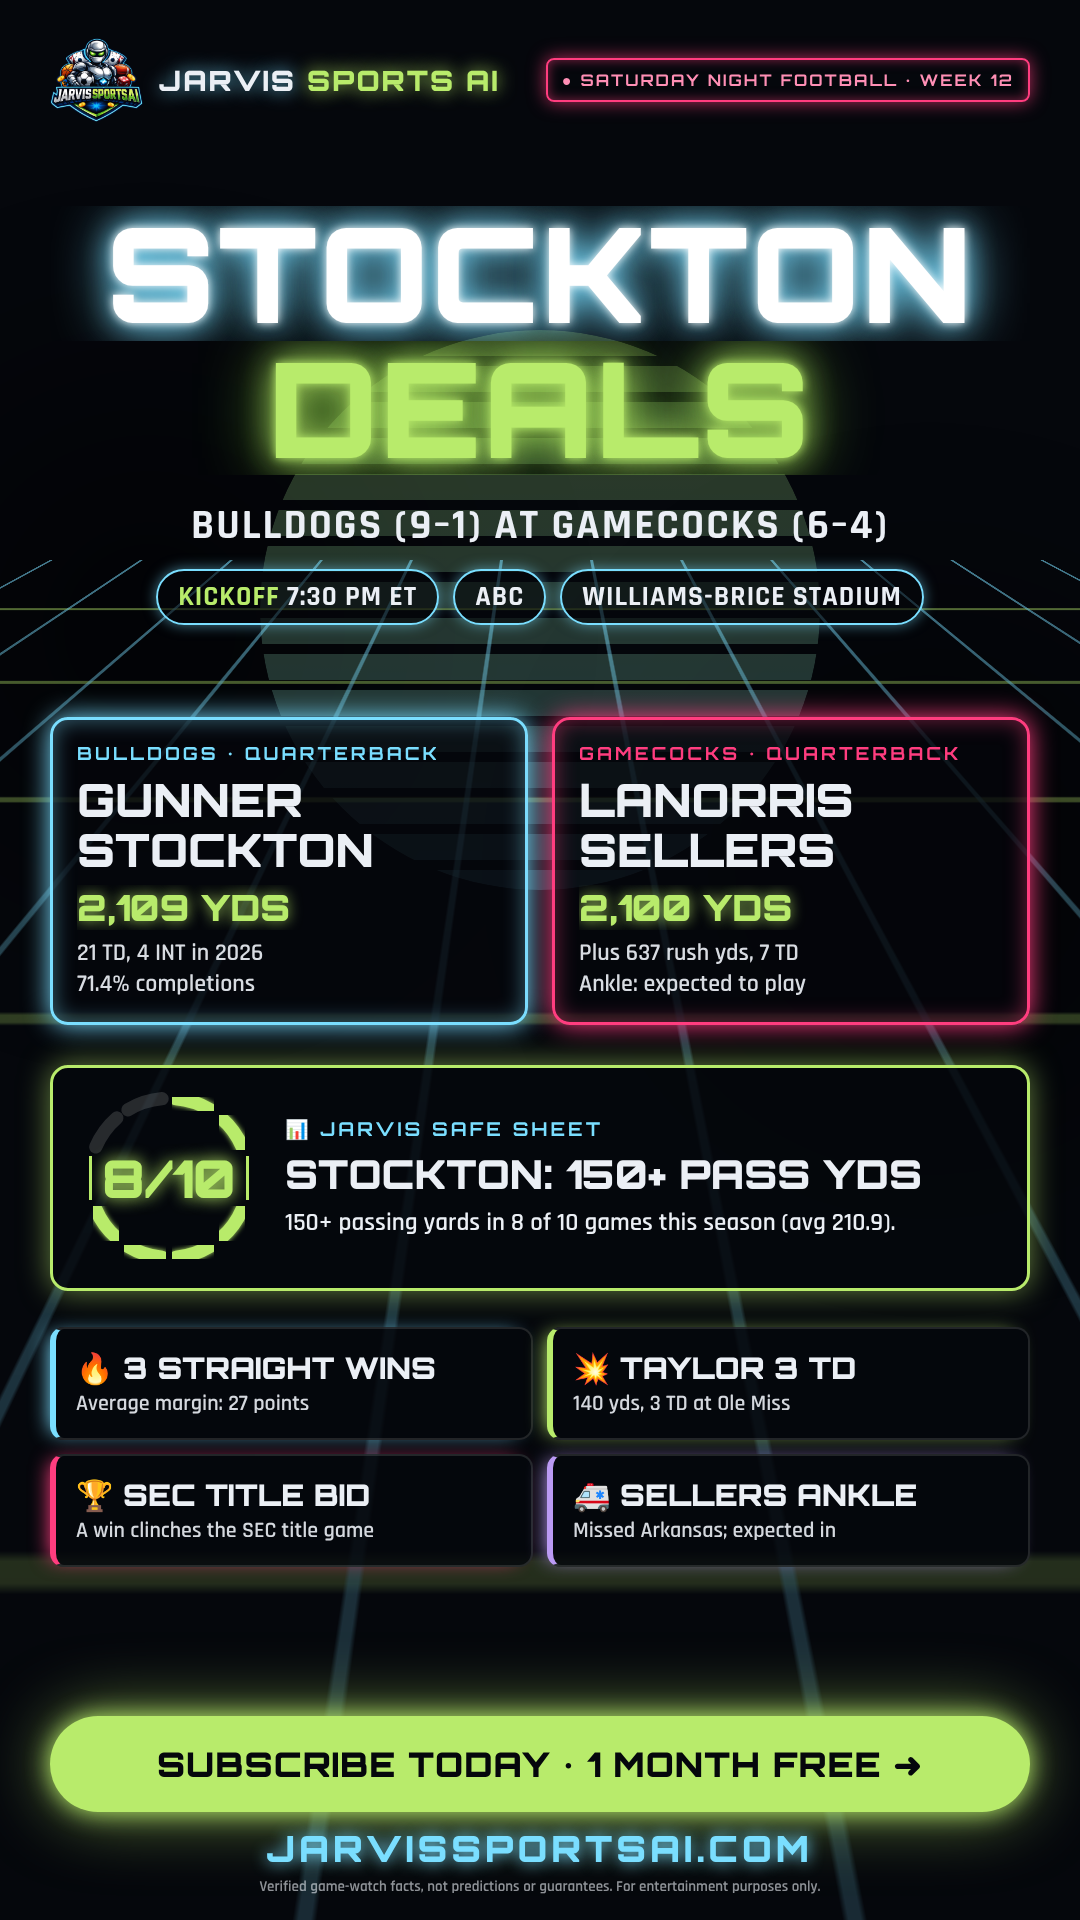 JARVISSPORTSAI
JARVIS SPORTS AI
• SATURDAY NIGHT FOOTBALL · WEEK 12
STOCKTON
DEALS
BULLDOGS (9-1) AT GAMECOCKS (6-4)
KICKOFF 7:30 PM ET
ABC
WILLIAMS-BRICE STADIUM
BULLDOGS · QUARTERBACK
GUNNER
STOCKTON
2,109 YDS
21 TD, 4 INT in 2026
71.4% completions
GAMECOCKS · QUARTERBACK
LANORRIS
SELLERS
2,100 YDS
Plus 637 rush yds, 7 TD
Ankle: expected to play
8/10
📊 JARVIS SAFE SHEET
STOCKTON: 150+ PASS YDS
150+ passing yards in 8 of 10 games this season (avg 210.9).
🔥 3 STRAIGHT WINS
Average margin: 27 points
💥 TAYLOR 3 TD
140 yds, 3 TD at Ole Miss
🏆 SEC TITLE BID
A win clinches the SEC title game
🚑 SELLERS ANKLE
Missed Arkansas; expected in
SUBSCRIBE TODAY · 1 MONTH FREE ➜
JARVISSPORTSAI.COM
Verified game-watch facts, not predictions or guarantees. For entertainment purposes only.